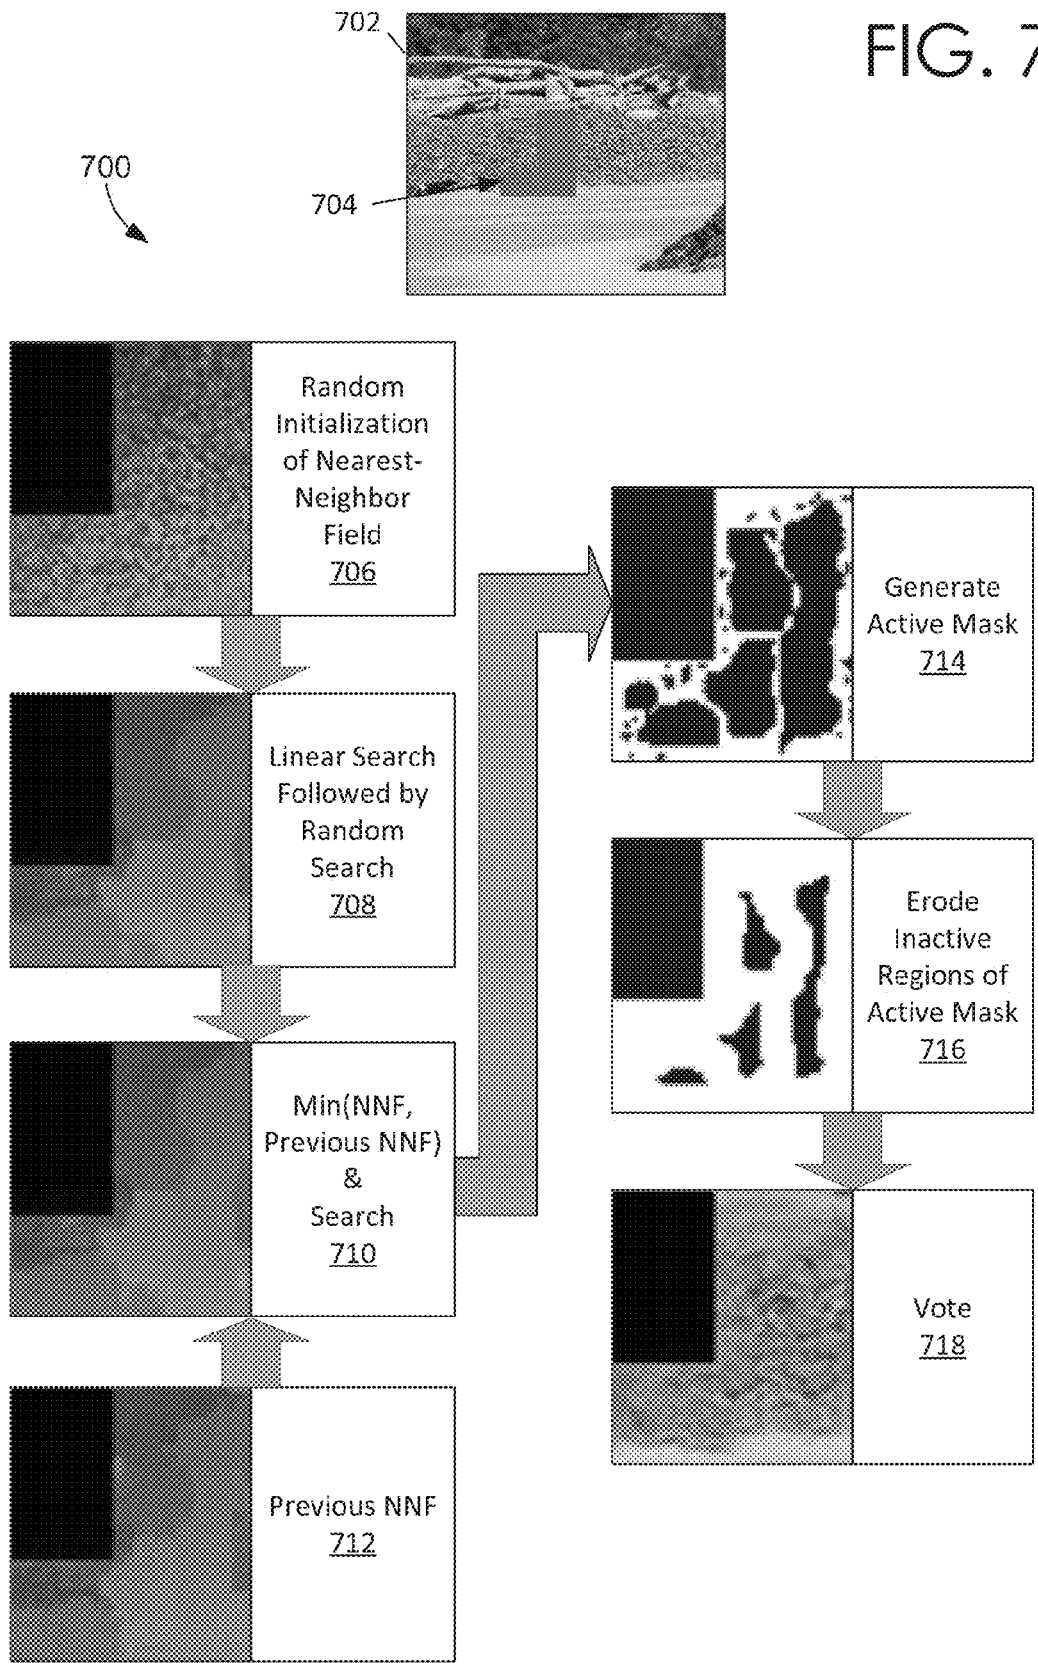 702
FIG. 7
700
704
Random
Initialization
of Nearest-
Neighbor
Field
706
Linear Search
Followed by
Random
Search
708
Min(NNF,
Previous NNF)
&
Search
710
Previous NNF
712
Generate
Active Mask
714
Erode
Inactive
Regions of
Active Mask
716
Vote
718